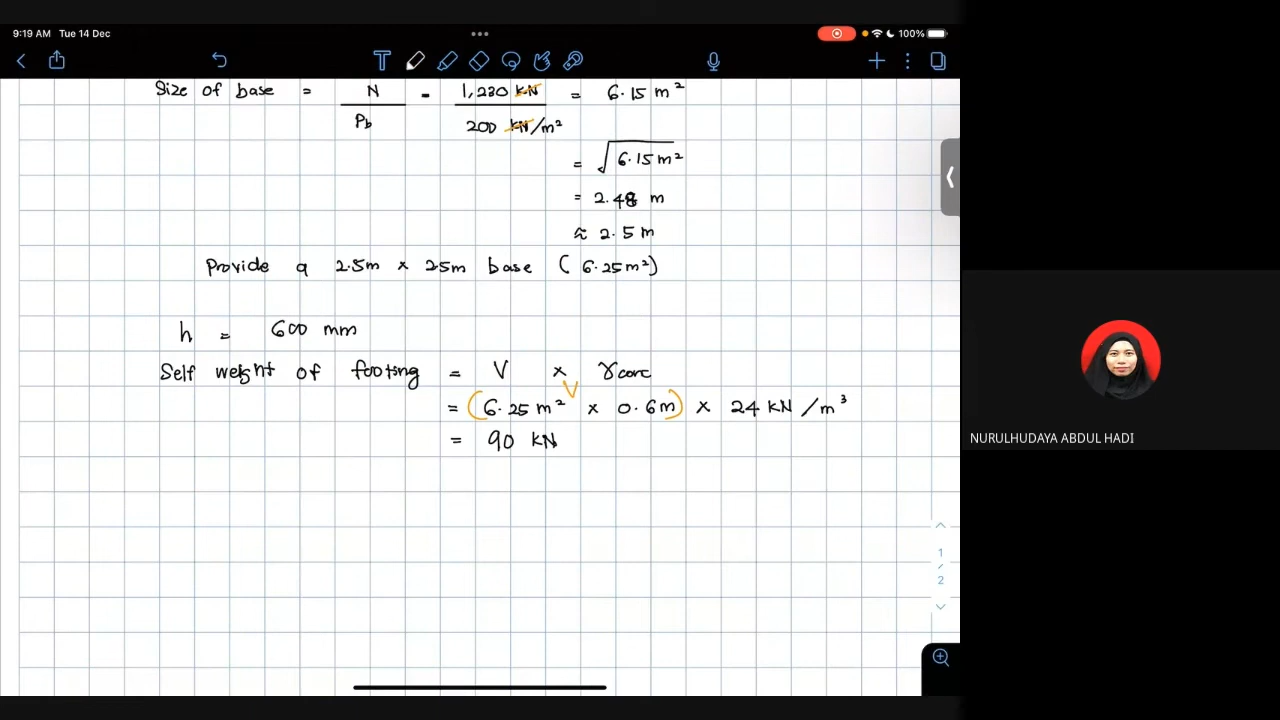 9:19 AM Tue 14 Dec
100%
Size of base = N / Pb = 1,230 KN / 200 KN/m² = 6.15 m²
= √6.15 m²
= 2.48 m
≈ 2.5 m
Provide a 2.5m × 2.5m base (6.25m²)
h = 600 mm
Self weight of footing = V × γconc
V
= (6.25 m² × 0.6m) × 24 KN/m³
= 90 KN
NURULHUDAYA ABDUL HADI
1
/
2